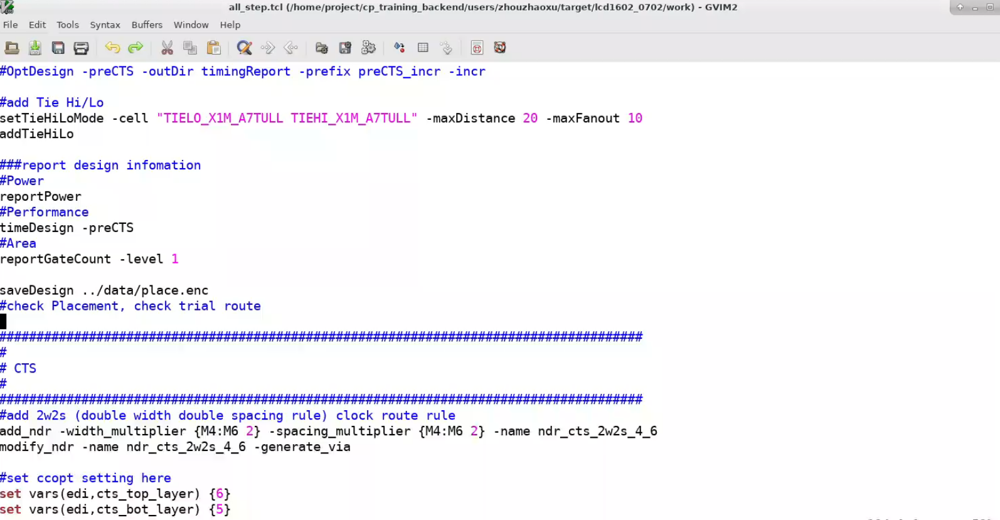 all_step.tcl (/home/project/cp_training_backend/users/zhouzhaoxu/target/lcd1602_0702/work) - GVIM2
File Edit Tools Syntax Buffers Window Help
#OptDesign -preCTS -outDir timingReport -prefix preCTS_incr -incr
#add Tie Hi/Lo
setTieHiLoMode -cell "TIELO_X1M_A7TULL TIEHI_X1M_A7TULL" -maxDistance 20 -maxFanout 10
addTieHiLo
###report design infomation
#Power
reportPower
#Performance
timeDesign -preCTS
#Area
reportGateCount -level 1
saveDesign ../data/place.enc
#check Placement, check trial route
######################################################################################
#
# CTS
#
######################################################################################
#add 2w2s (double width double spacing rule) clock route rule
add_ndr -width_multiplier {M4:M6 2} -spacing_multiplier {M4:M6 2} -name ndr_cts_2w2s_4_6
modify_ndr -name ndr_cts_2w2s_4_6 -generate_via
#set ccopt setting here
set vars(edi,cts_top_layer) {6}
set vars(edi,cts_bot_layer) {5}